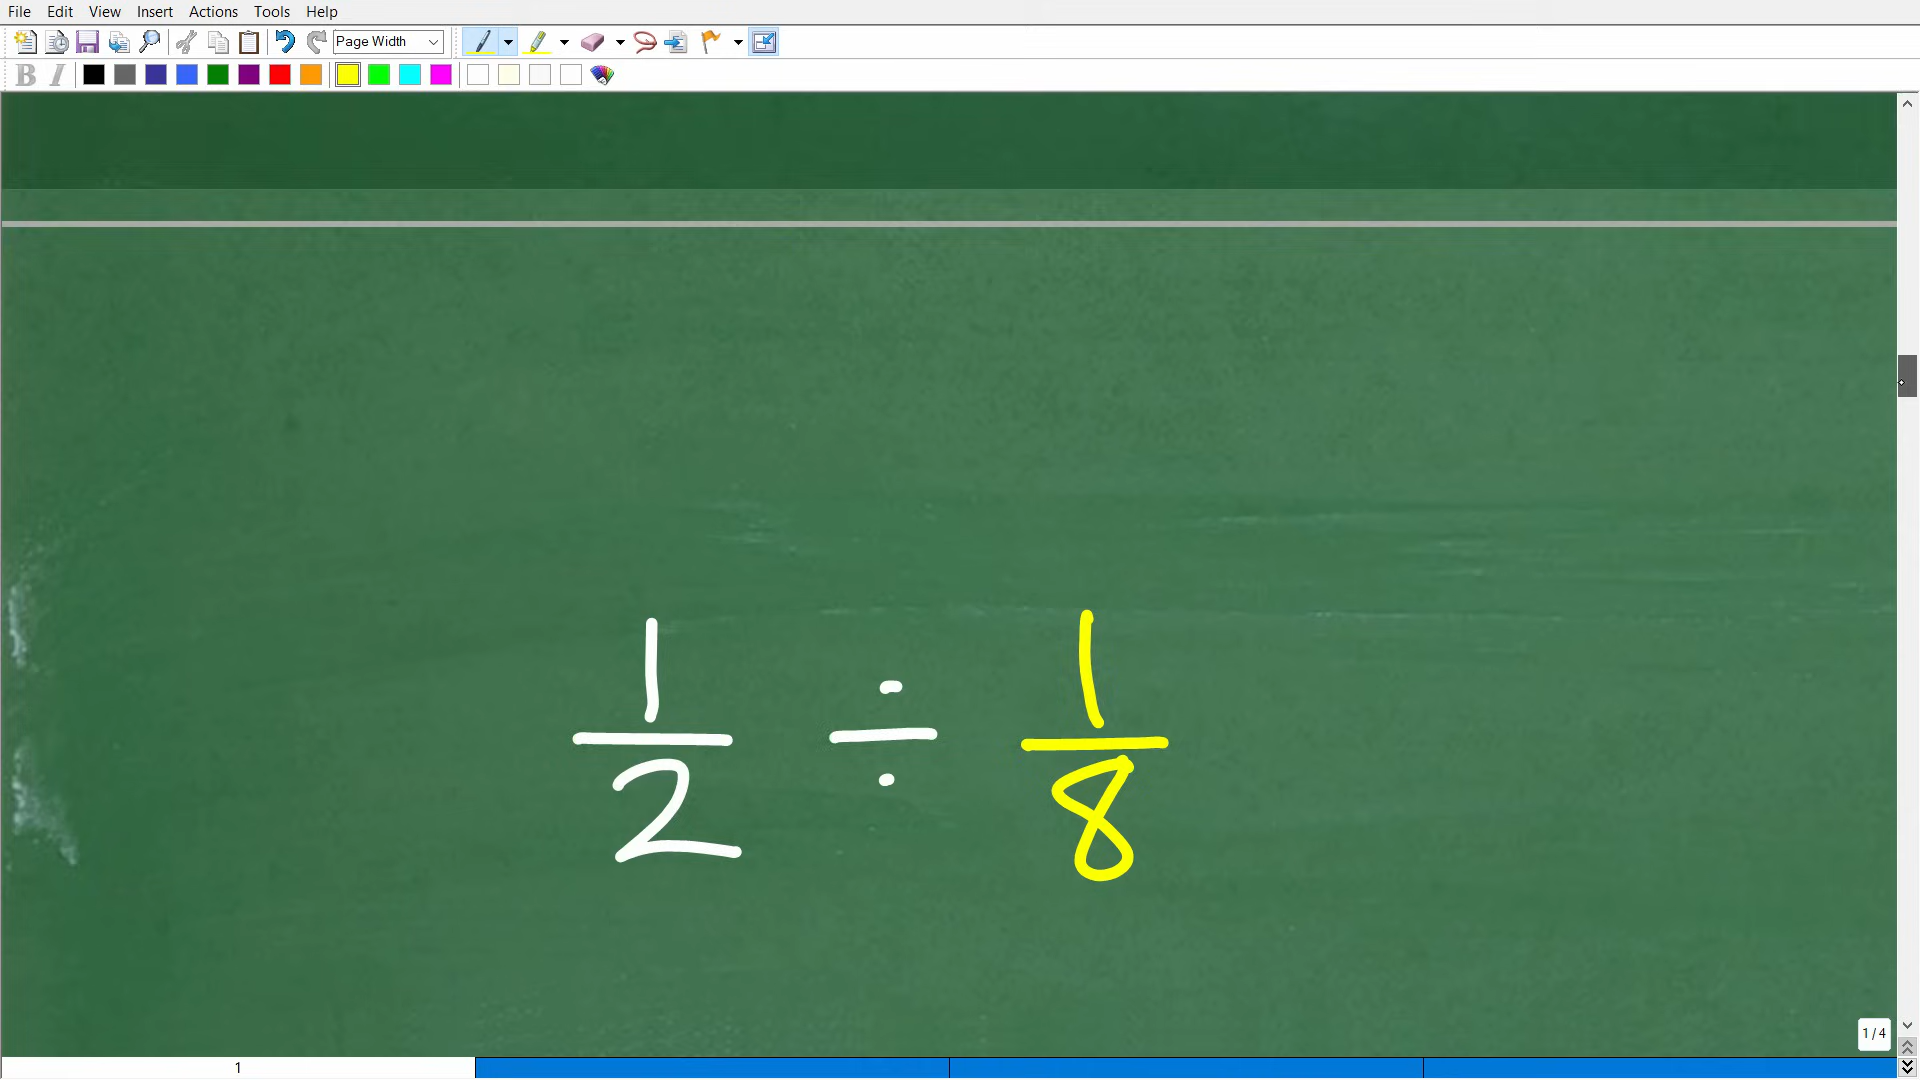 File Edit View Insert Actions Tools Help
Page Width
B I
1/2 ÷ 1/8
1 / 4
1